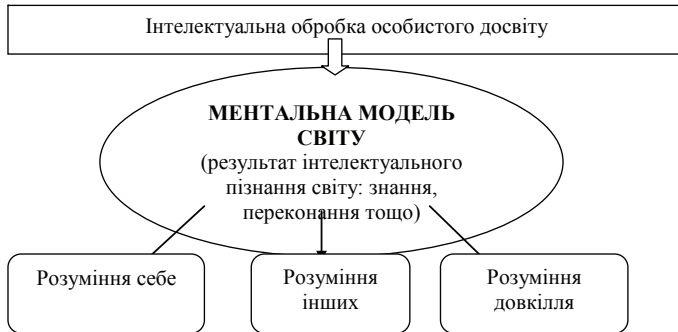 Інтелектуальна обробка особистого досвіту
МЕНТАЛЬНА МОДЕЛЬ
СВІТУ
(результат інтелектуального
пізнання світу: знання,
переконання тощо)
Розуміння себе
Розуміння
інших
Розуміння
довкілля